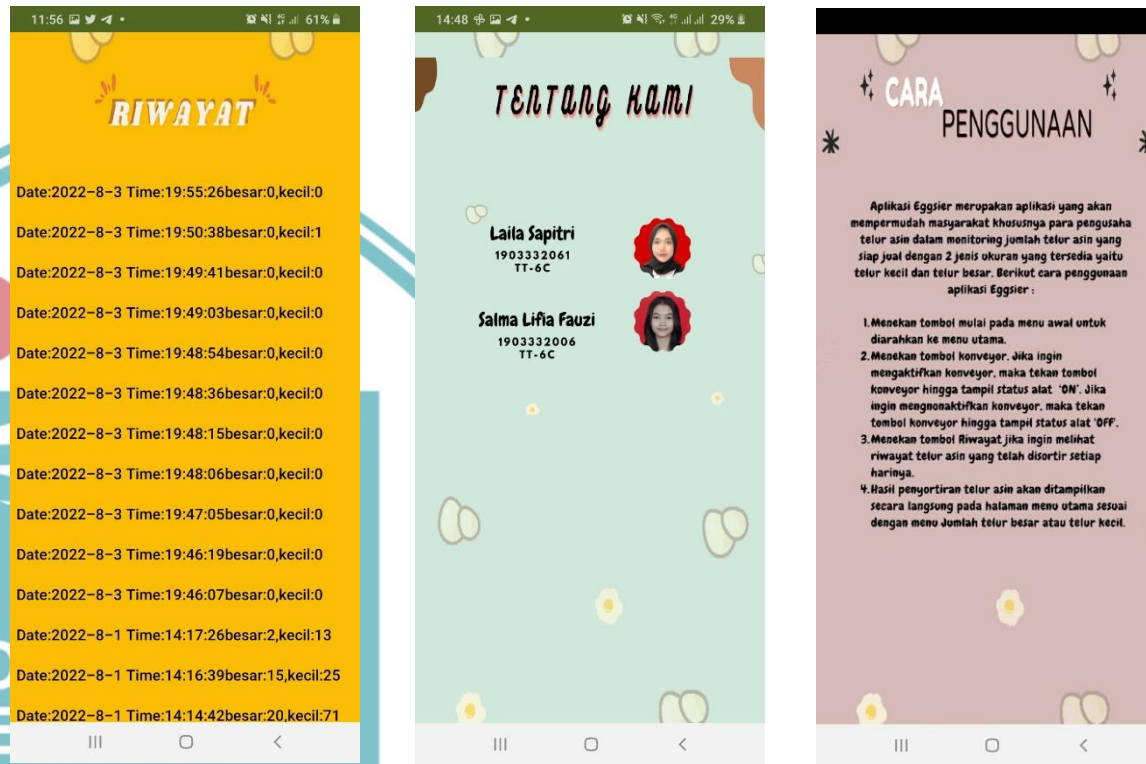 11:56 61%
RIWAYAT
Date:2022-8-3 Time:19:55:26besar:0,kecil:0
Date:2022-8-3 Time:19:50:38besar:0,kecil:1
Date:2022-8-3 Time:19:49:41besar:0,kecil:0
Date:2022-8-3 Time:19:49:03besar:0,kecil:0
Date:2022-8-3 Time:19:48:54besar:0,kecil:0
Date:2022-8-3 Time:19:48:36besar:0,kecil:0
Date:2022-8-3 Time:19:48:15besar:0,kecil:0
Date:2022-8-3 Time:19:48:06besar:0,kecil:0
Date:2022-8-3 Time:19:47:05besar:0,kecil:0
Date:2022-8-3 Time:19:46:19besar:0,kecil:0
Date:2022-8-3 Time:19:46:07besar:0,kecil:0
Date:2022-8-1 Time:14:17:26besar:2,kecil:13
Date:2022-8-1 Time:14:16:39besar:15,kecil:25
Date:2022-8-1 Time:14:14:42besar:20,kecil:71
14:48 29%
TENTANG KAMI
Laila Sapitri
1903332061
TT-6C
Salma Lifia Fauzi
1903332006
TT-6C
CARA
PENGGUNAAN
Aplikasi Eggsier merupakan aplikasi yang akan
mempermudah masyarakat khususnya para pengusaha
telur asin dalam monitoring jumlah telur asin yang
siap jual dengan 2 jenis ukuran yang tersedia yaitu
telur kecil dan telur besar. Berikut cara penggunaan
aplikasi Eggsier :
1.Menekan tombol mulai pada menu awal untuk
diarahkan ke menu utama.
2.Menekan tombol konveyor. Jika ingin
mengaktifkan konveyor, maka tekan tombol
konveyor hingga tampil status alat 'ON'. Jika
ingin mengnonaktifkan konveyor, maka tekan
tombol konveyor hingga tampil status alat 'OFF'.
3.Menekan tombol Riwayat jika ingin melihat
riwayat telur asin yang telah disortir setiap
harinya.
4.Hasil penyortiran telur asin akan ditampilkan
secara langsung pada halaman menu utama sesuai
dengan menu Jumlah telur besar atau telur kecil.